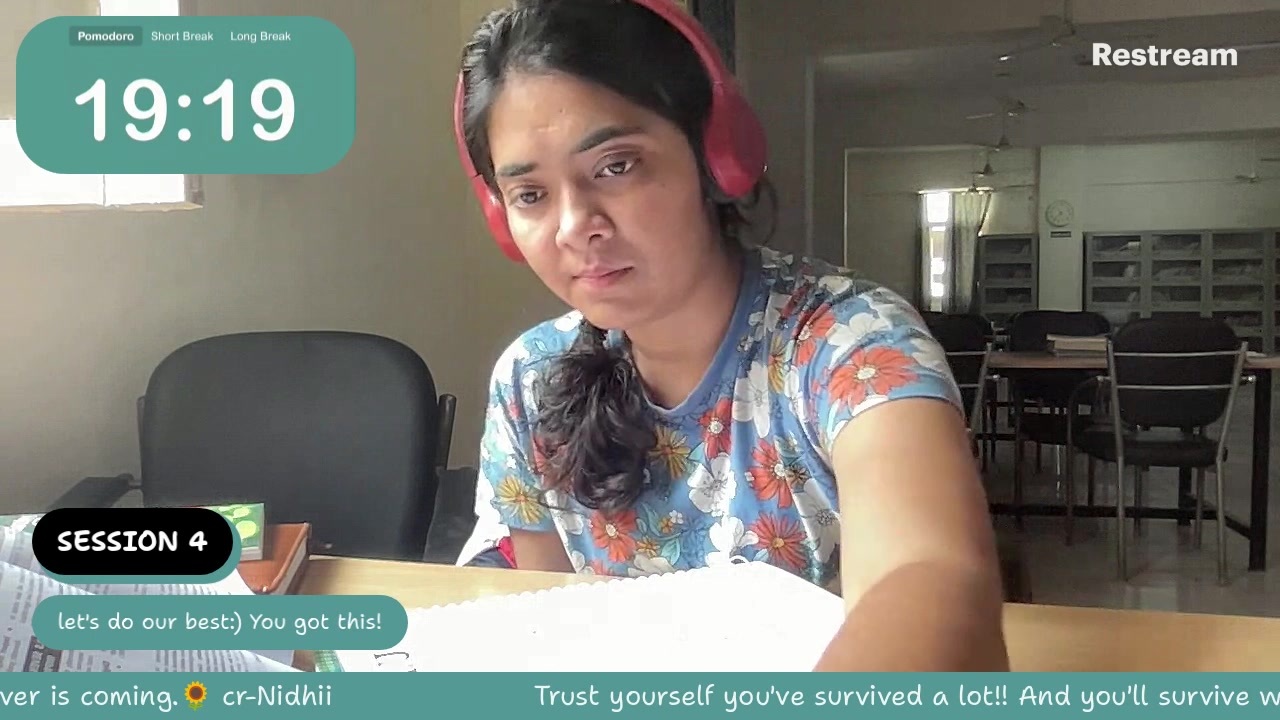 Pomodoro Short Break Long Break
19:19
Restream
SESSION 4
let's do our best:) You got this!
ver is coming.🌻 cr-Nidhii
Trust yourself you've survived a lot!! And you'll survive w